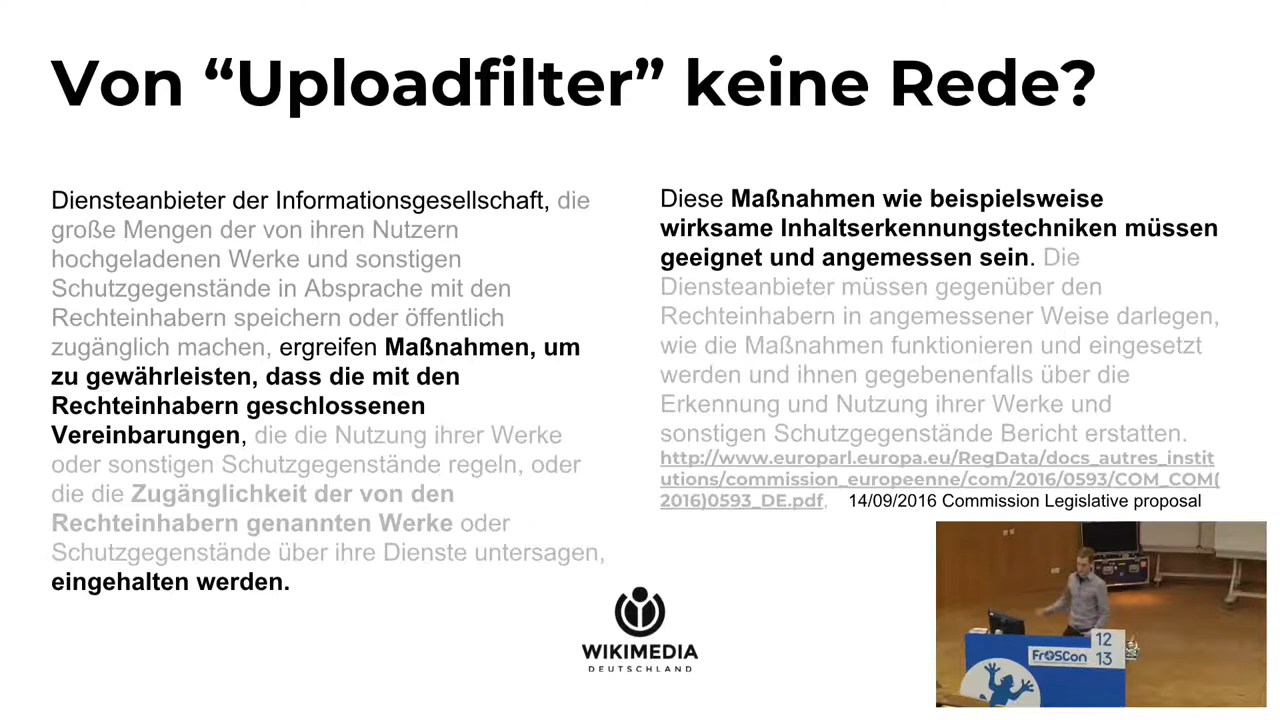 Von “Uploadfilter” keine Rede?
Diensteanbieter der Informationsgesellschaft, die
große Mengen der von ihren Nutzern
hochgeladenen Werke und sonstigen
Schutzgegenstände in Absprache mit den
Rechteinhabern speichern oder öffentlich
zugänglich machen, ergreifen Maßnahmen, um
zu gewährleisten, dass die mit den
Rechteinhabern geschlossenen
Vereinbarungen, die die Nutzung ihrer Werke
oder sonstigen Schutzgegenstände regeln, oder
die die Zugänglichkeit der von den
Rechteinhabern genannten Werke oder
Schutzgegenstände über ihre Dienste untersagen,
eingehalten werden.
Diese Maßnahmen wie beispielsweise
wirksame Inhaltserkennungstechniken müssen
geeignet und angemessen sein. Die
Diensteanbieter müssen gegenüber den
Rechteinhabern in angemessener Weise darlegen,
wie die Maßnahmen funktionieren und eingesetzt
werden und ihnen gegebenenfalls über die
Erkennung und Nutzung ihrer Werke und
sonstigen Schutzgegenstände Bericht erstatten.
http://www.europarl.europa.eu/RegData/docs_autres_instit
utions/commission_europeenne/com/2016/0593/COM_COM(
2016)0593_DE.pdf, 14/09/2016 Commission Legislative proposal
WIKIMEDIA
DEUTSCHLAND
FrOSCon
12
13